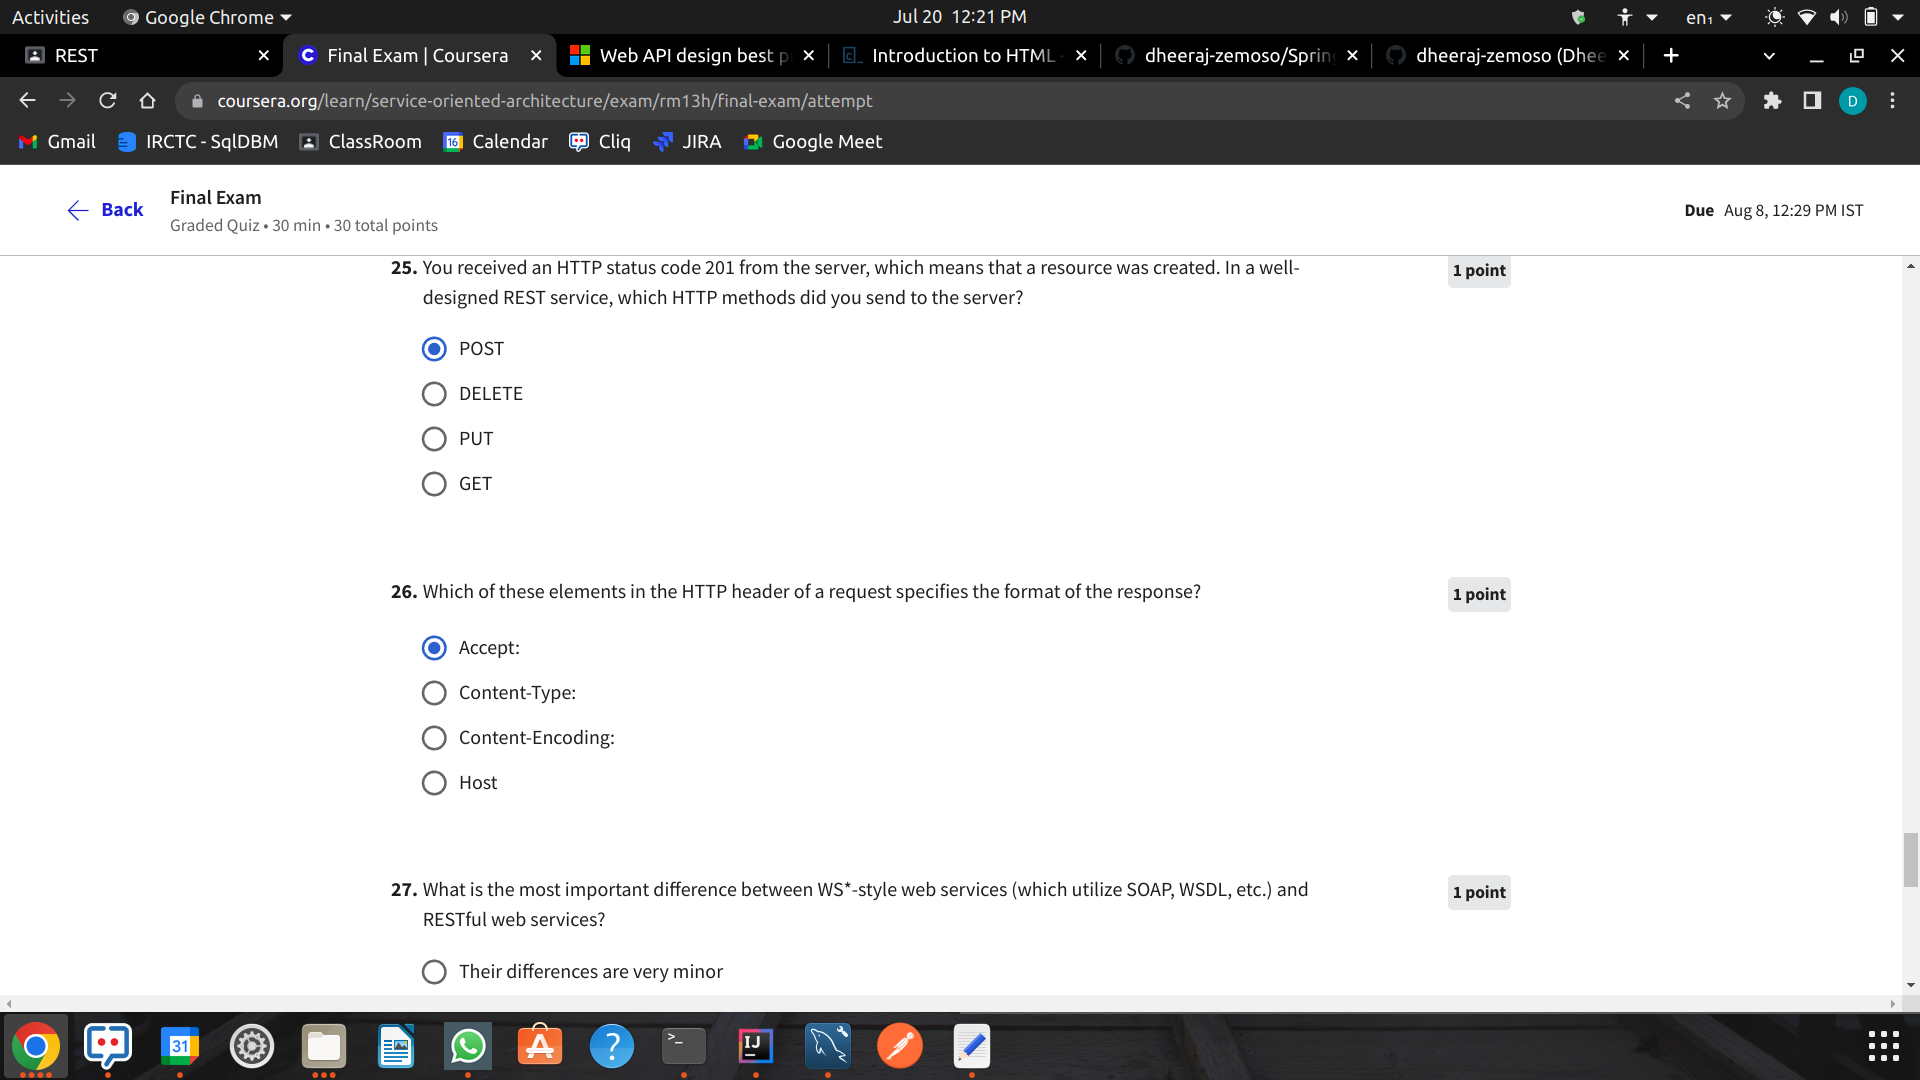 Activities
Google Chrome
Jul 20 12:21 PM
en₁
REST
Final Exam | Coursera
Web API design best p
Introduction to HTML
dheeraj-zemoso/Sprin
dheeraj-zemoso (Dhee
coursera.org/learn/service-oriented-architecture/exam/rm13h/final-exam/attempt
D
Gmail
IRCTC - SqlDBM
ClassRoom
16
Calendar
Cliq
JIRA
Google Meet
Back
Final Exam
Graded Quiz • 30 min • 30 total points
Due Aug 8, 12:29 PM IST
25. You received an HTTP status code 201 from the server, which means that a resource was created. In a well-
designed REST service, which HTTP methods did you send to the server?
1 point
POST
DELETE
PUT
GET
26. Which of these elements in the HTTP header of a request specifies the format of the response?
1 point
Accept:
Content-Type:
Content-Encoding:
Host
27. What is the most important difference between WS*-style web services (which utilize SOAP, WSDL, etc.) and
RESTful web services?
1 point
Their differences are very minor
31
?
>_
IJ